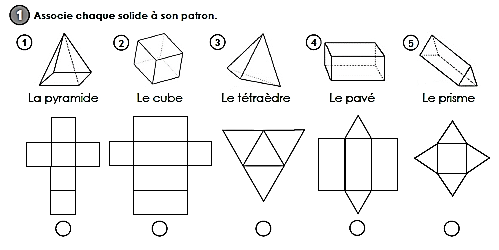 1 Associe chaque solide à son patron.
1 2 3 4 5
La pyramide Le cube Le tétraèdre Le pavé Le prisme